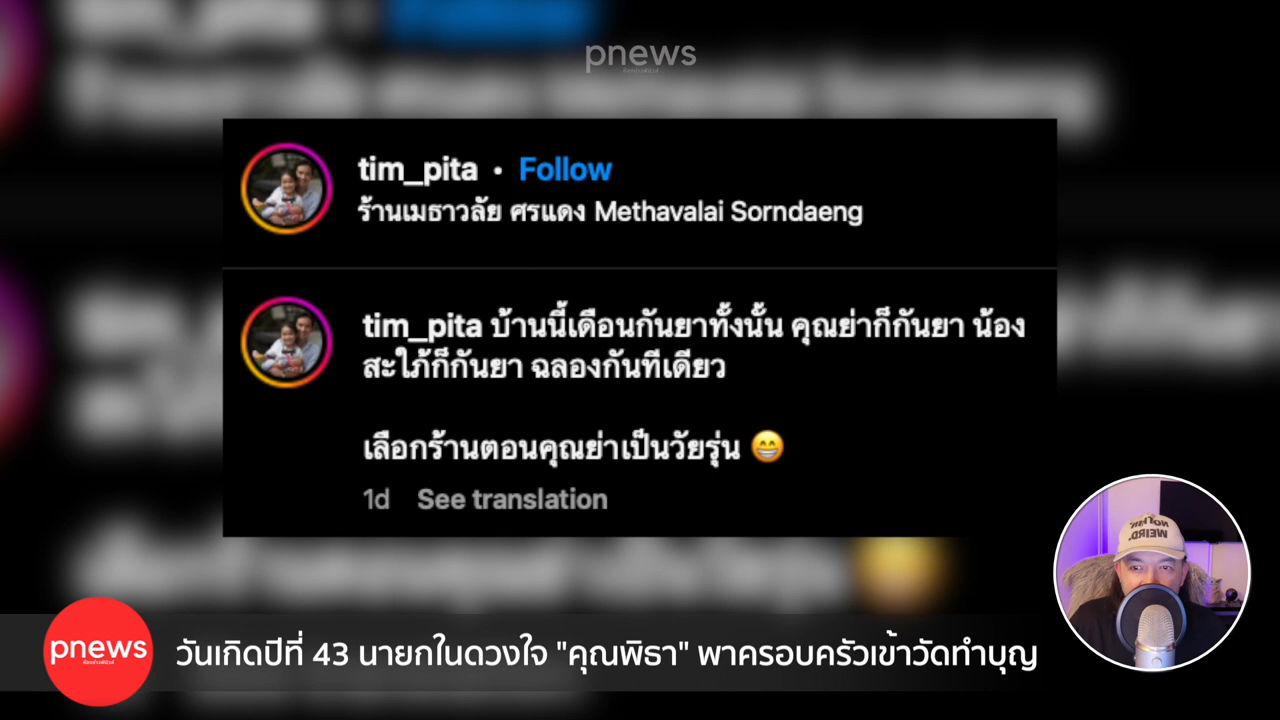 pnews
tim_pita • Follow
ร้านเมธาวลัย ศรแดง Methavalai Sorndaeng
tim_pita บ้านนี้เดือนกันยาทั้งนั้น คุณย่าก็กันยา น้อง
สะใภ้ก็กันยา ฉลองกันทีเดียว
เลือกร้านตอนคุณย่าเป็นวัยรุ่น 😁
1d See translation
WEIRD.
pnews
วันเกิดปีที่ 43 นายกในดวงใจ "คุณพิธา" พาครอบครัวเข้าวัดทำบุญ